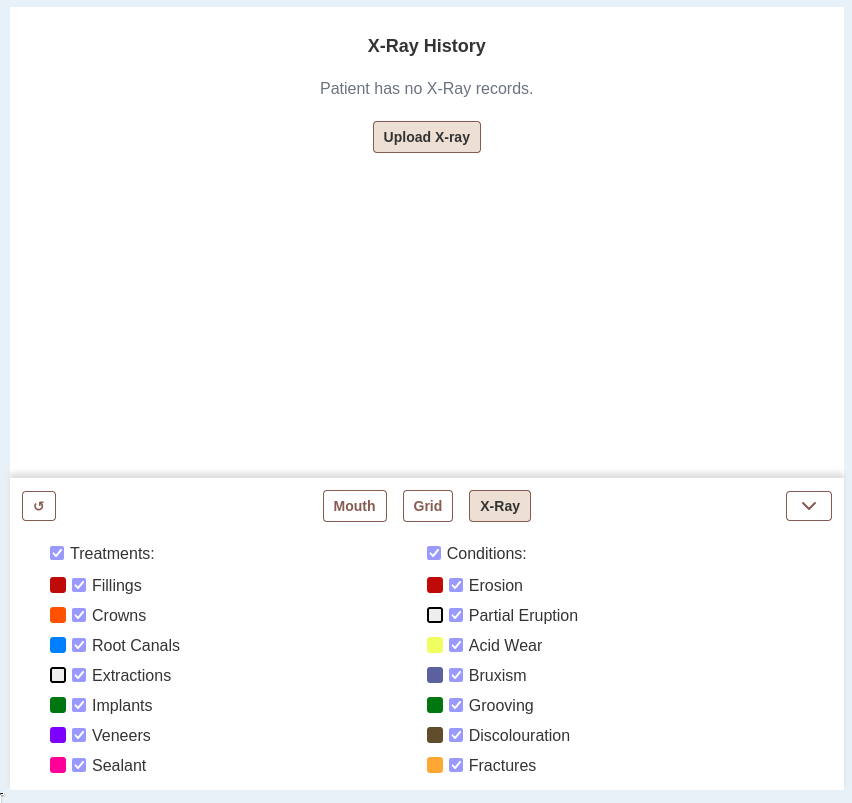 X-Ray History
Patient has no X-Ray records.
Upload X-ray
↺ Mouth Grid X-Ray
Treatments:
Fillings
Crowns
Root Canals
Extractions
Implants
Veneers
Sealant
Conditions:
Erosion
Partial Eruption
Acid Wear
Bruxism
Grooving
Discolouration
Fractures